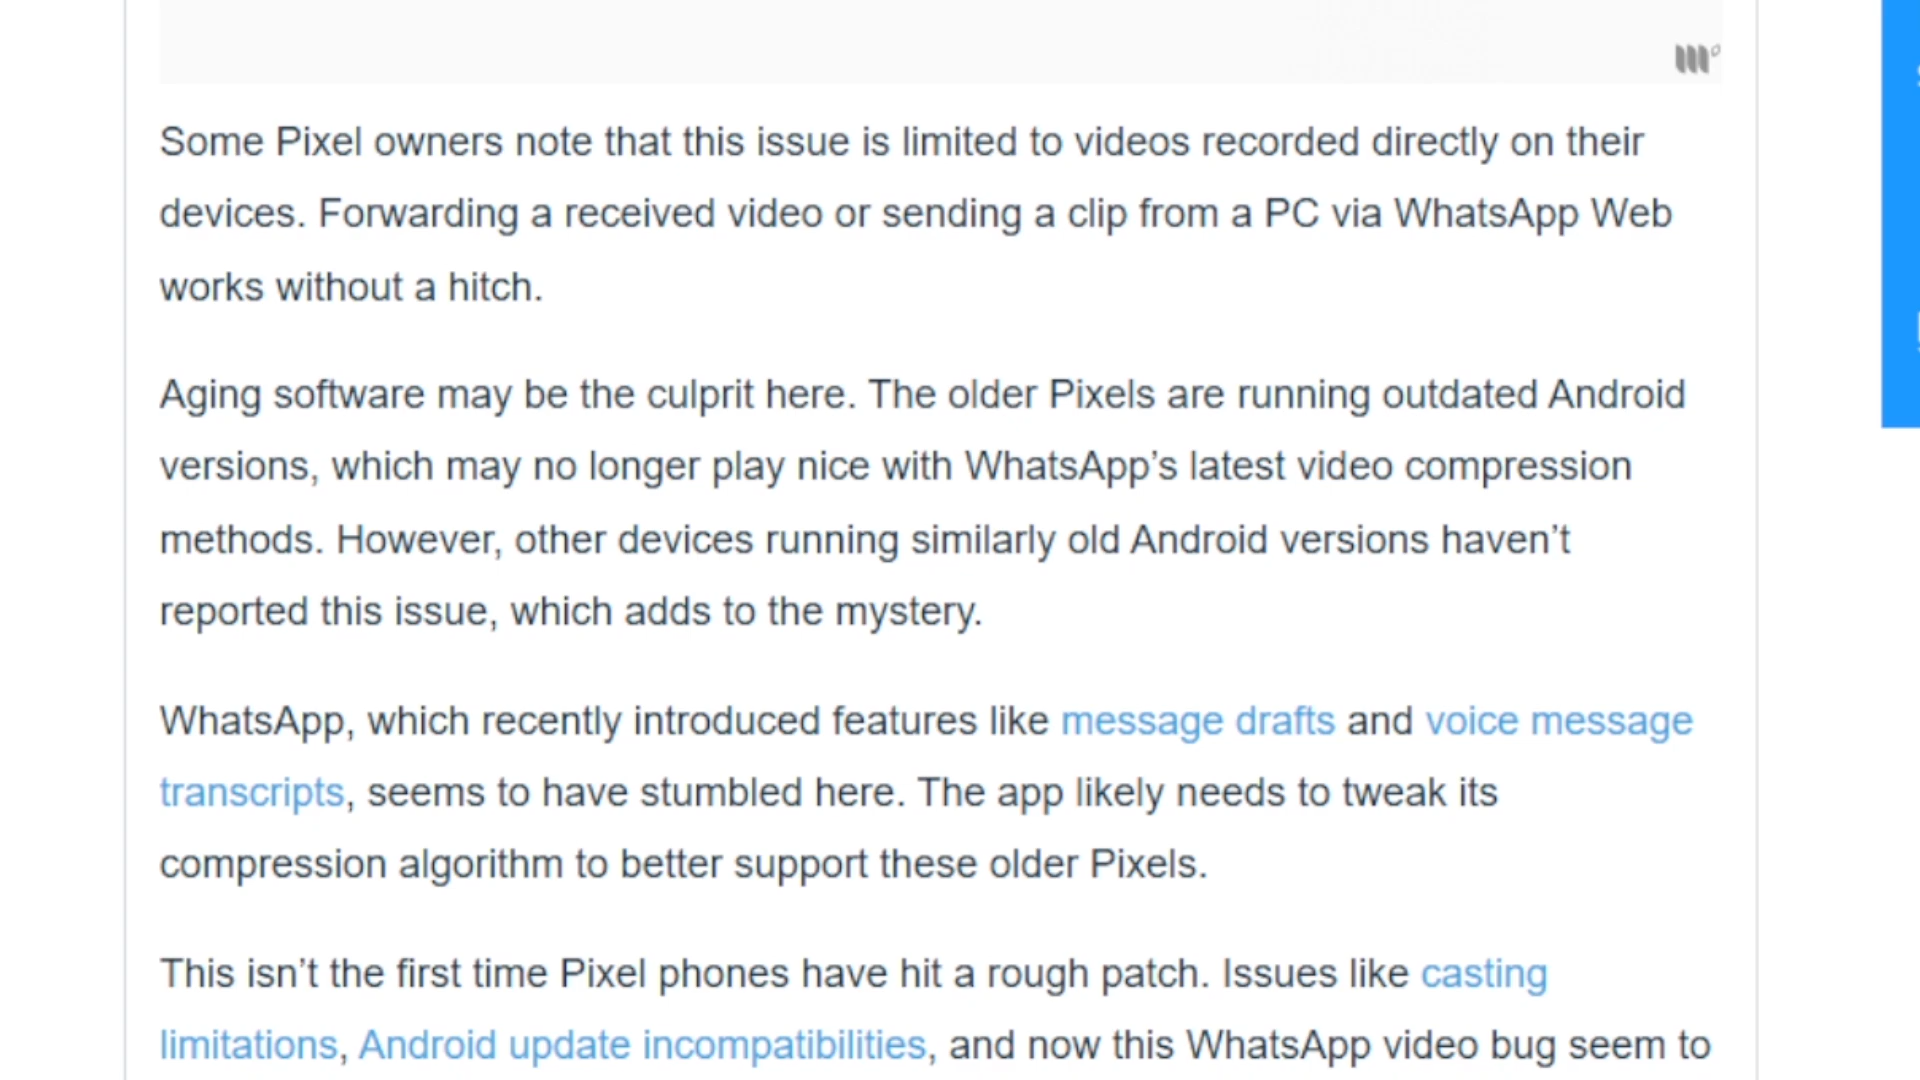 Some Pixel owners note that this issue is limited to videos recorded directly on their
devices. Forwarding a received video or sending a clip from a PC via WhatsApp Web
works without a hitch.
Aging software may be the culprit here. The older Pixels are running outdated Android
versions, which may no longer play nice with WhatsApp’s latest video compression
methods. However, other devices running similarly old Android versions haven’t
reported this issue, which adds to the mystery.
WhatsApp, which recently introduced features like message drafts and voice message
transcripts, seems to have stumbled here. The app likely needs to tweak its
compression algorithm to better support these older Pixels.
This isn’t the first time Pixel phones have hit a rough patch. Issues like casting
limitations, Android update incompatibilities, and now this WhatsApp video bug seem to